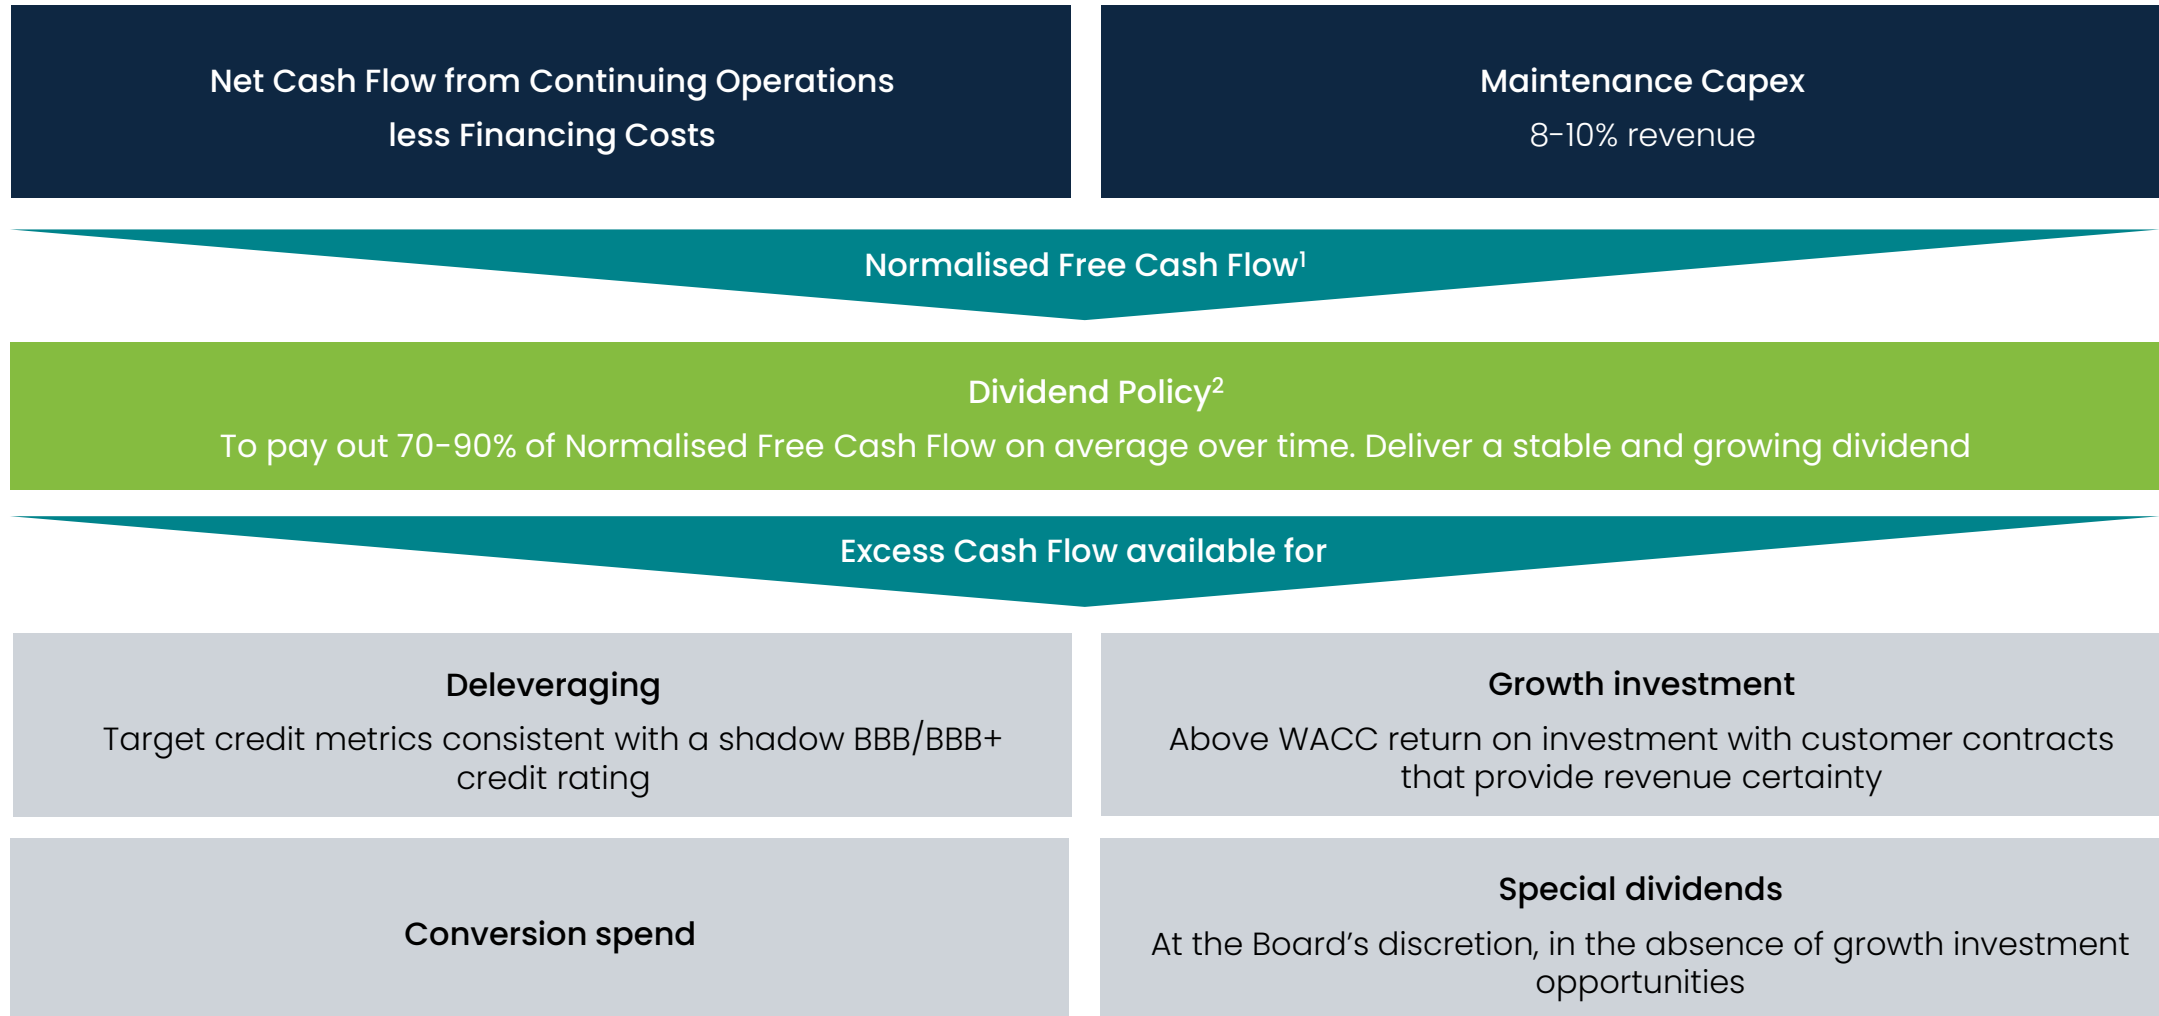 Net Cash Flow from Continuing Operations
less Financing Costs
Maintenance Capex
8-10% revenue
Normalised Free Cash Flow¹
Dividend Policy²
To pay out 70-90% of Normalised Free Cash Flow on average over time. Deliver a stable and growing dividend
Excess Cash Flow available for
Deleveraging
Target credit metrics consistent with a shadow BBB/BBB+
credit rating
Growth investment
Above WACC return on investment with customer contracts
that provide revenue certainty
Conversion spend
Special dividends
At the Board’s discretion, in the absence of growth investment
opportunities